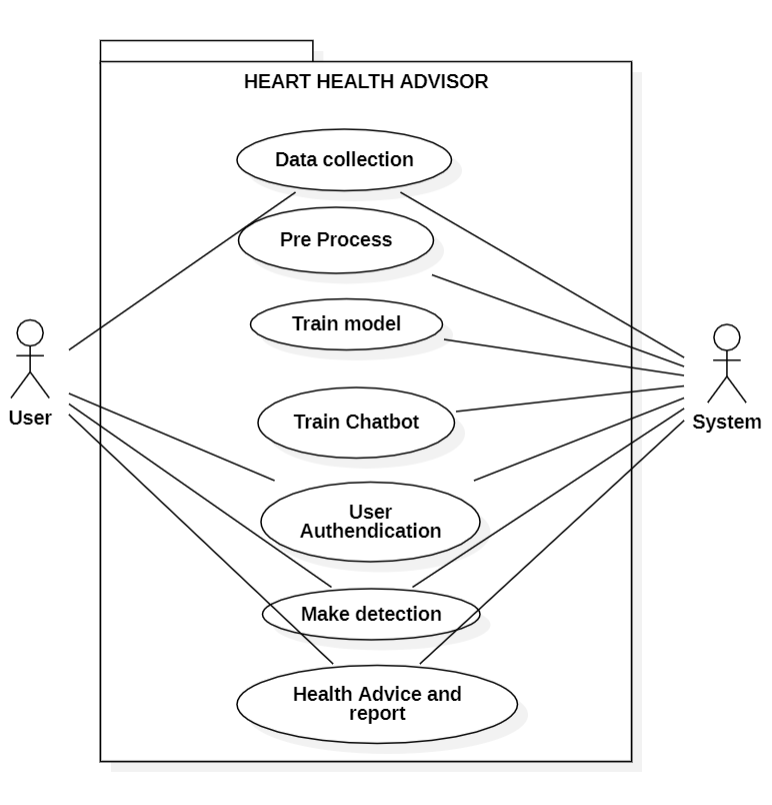 HEART HEALTH ADVISOR
Data collection
Pre Process
Train model
Train Chatbot
User
Authendication
Make detection
Health Advice and
report
User
System